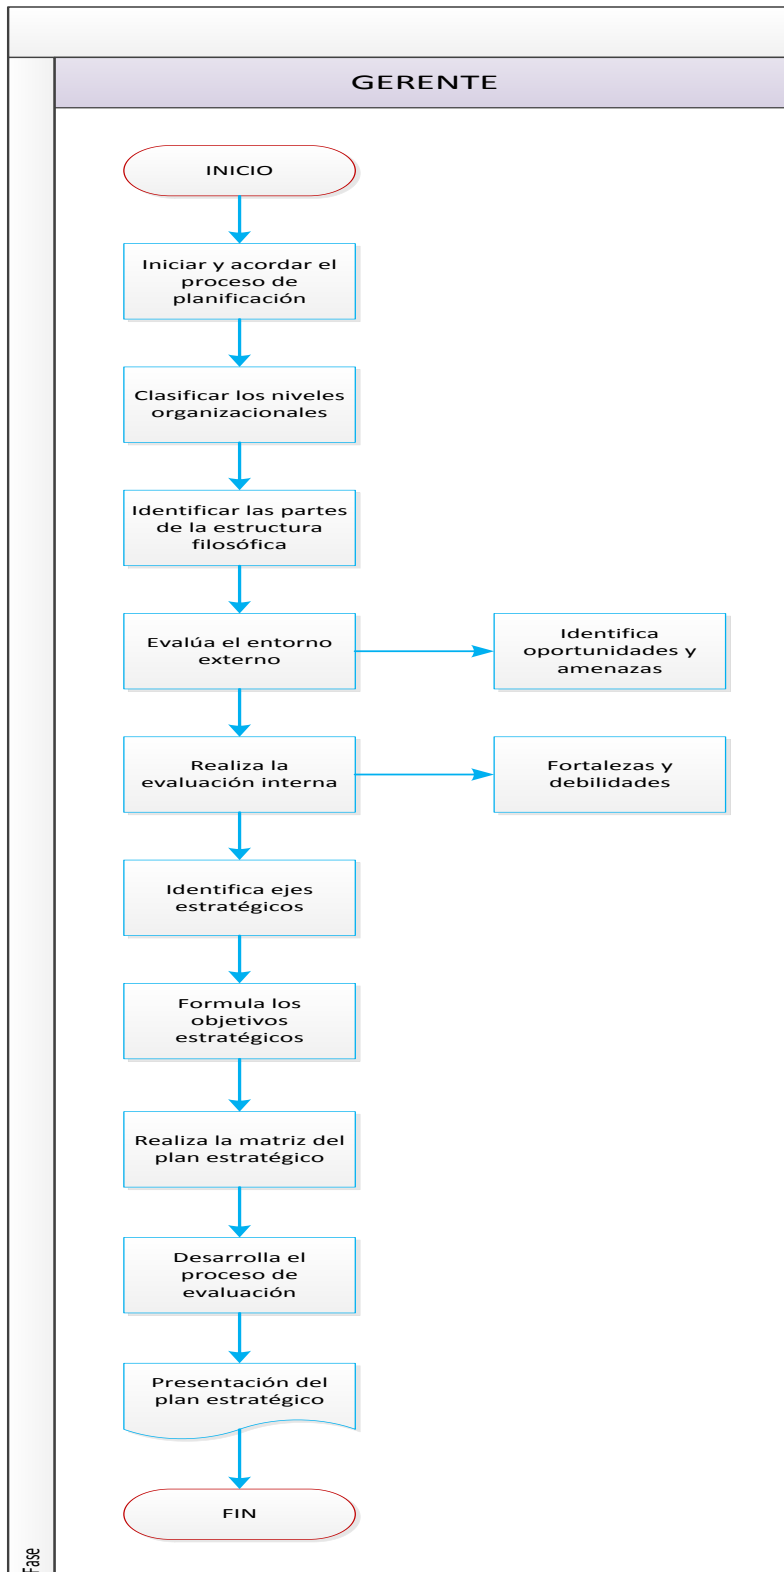 GERENTE
INICIO
Iniciar y acordar el
proceso de
planificación
Clasificar los niveles
organizacionales
Identificar las partes
de la estructura
filosófica
Evalúa el entorno
externo
Identifica
oportunidades y
amenazas
Realiza la
evaluación interna
Fortalezas y
debilidades
Identifica ejes
estratégicos
Formula los
objetivos
estratégicos
Realiza la matriz del
plan estratégico
Desarrolla el
proceso de
evaluación
Presentación del
plan estratégico
FIN
Fase